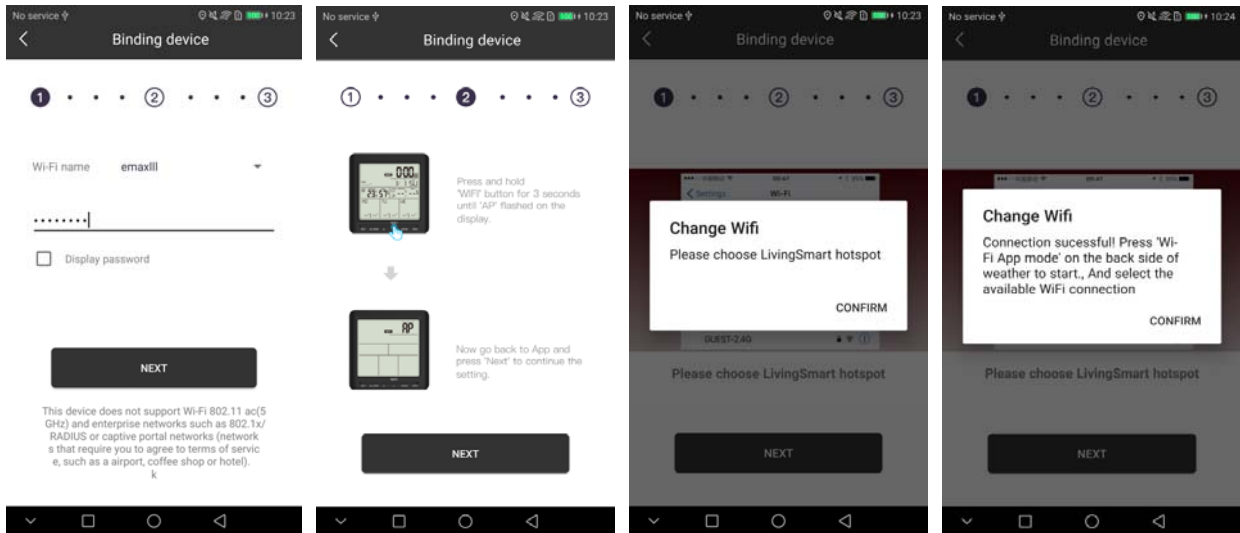 No service 10:23
Binding device
1 2 3
Wi-Fi name emaxlll
••••••••
Display password
NEXT
This device does not support Wi-Fi 802.11 ac(5
GHz) and enterprise networks such as 802.1x/
RADIUS or captive portal networks (network
s that require you to agree to terms of servic
e, such as a airport, coffee shop or hotel).
k
No service 10:23
Binding device
1 2 3
Press and hold
"WIFI" button for 3 seconds
until 'AP' flashed on the
display.
AP
Now go back to App and
press 'Next' to continue the
setting.
NEXT
No service 10:23
Binding device
1 2 3
Settings Wi-Fi
Change Wifi
Please choose LivingSmart hotspot
CONFIRM
GUEST-2.4G
Please choose LivingSmart hotspot
NEXT
No service 10:24
Binding device
1 2 3
Change Wifi
Connection sucessful! Press 'Wi-
Fi App mode' on the back side of
weather to start., And select the
available WiFi connection
CONFIRM
Please choose LivingSmart hotspot
NEXT